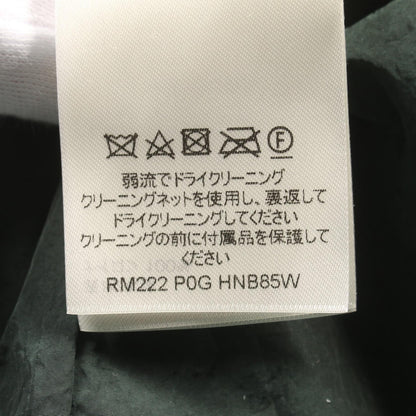 F
弱流でドライクリーニング
クリーニングネットを使用し、裏返して
ドライクリーニングしてください
クリーニングの前に付属品を保護して
ください
RM222 P0G HNB85W